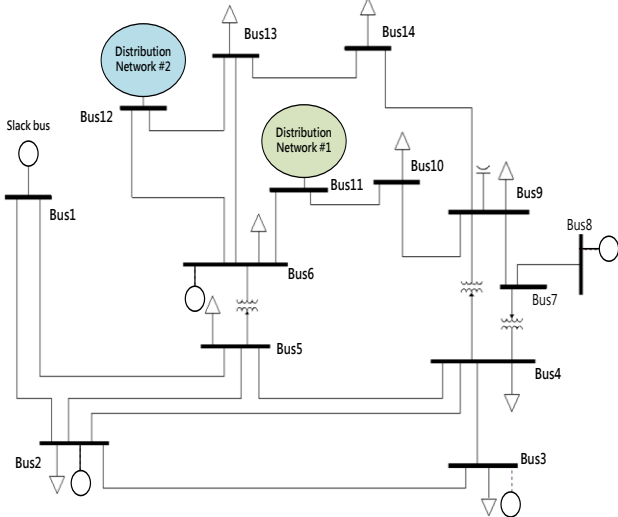 Bus13
Bus14
Distribution
Network #2
Bus12
Slack bus
Distribution
Network #1
Bus10
Bus11
Bus9
Bus1
Bus8
Bus6
Bus7
Bus5
Bus4
Bus2
Bus3